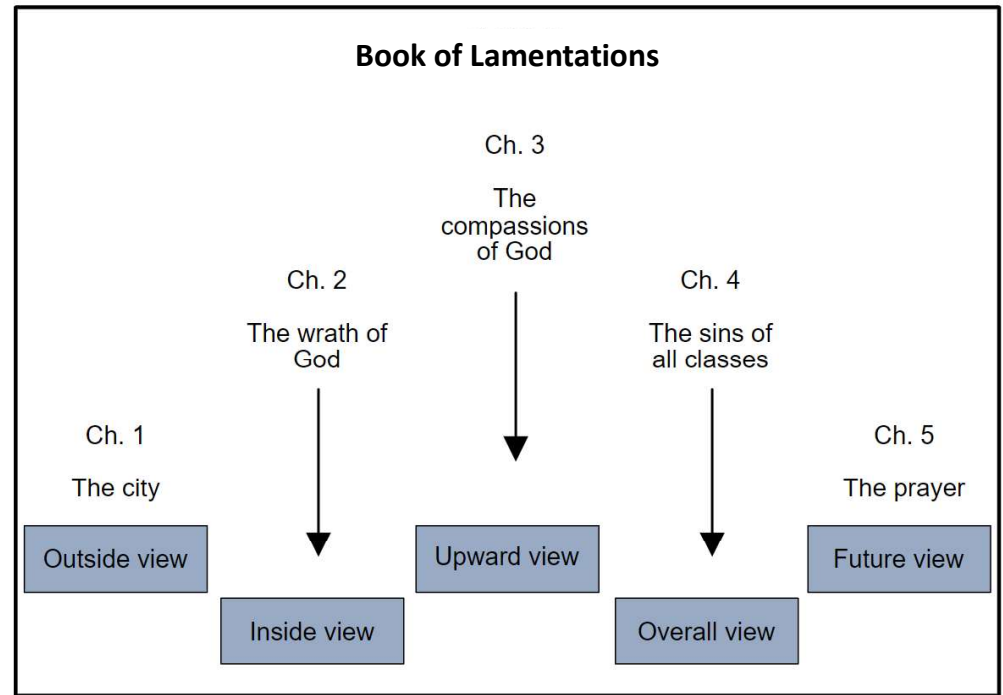 Book of Lamentations
Ch. 1
The city
Outside view
Ch. 2
The wrath of
God
Inside view
Ch. 3
The
compassions
of God
Upward view
Ch. 4
The sins of
all classes
Overall view
Ch. 5
The prayer
Future view